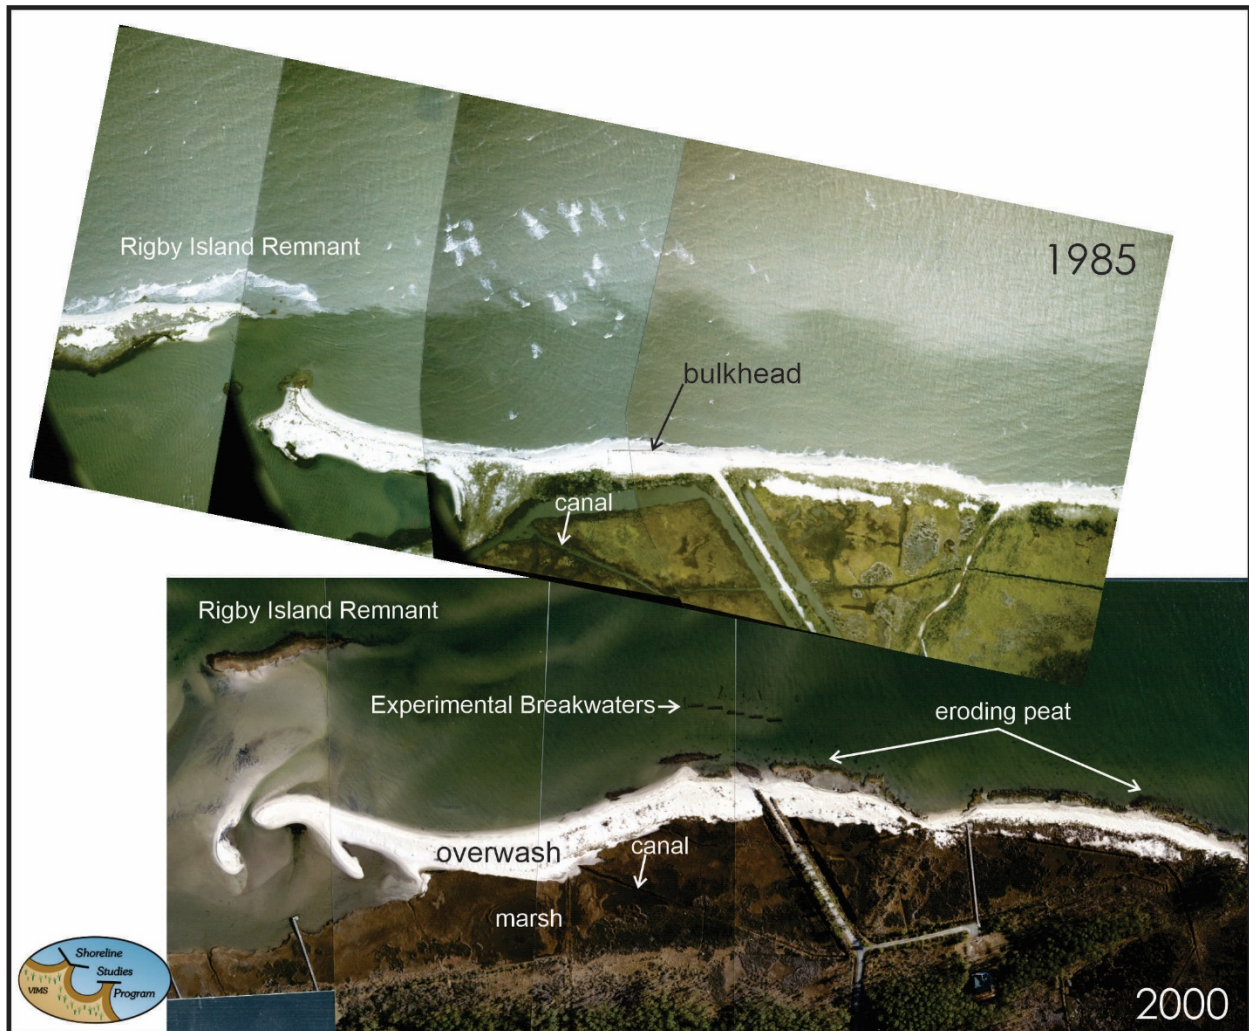 Rigby Island Remnant
1985
bulkhead
canal
Rigby Island Remnant
Experimental Breakwaters
eroding peat
overwash
canal
marsh
Shoreline
Studies
VIMS
Program
2000